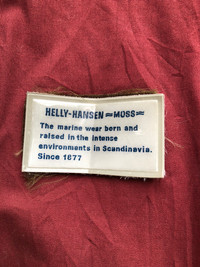 HELLY-HANSEN ≈MOSS≈
The marine wear born and
raised in the intense
environments in Scandinavia.
Since 1877